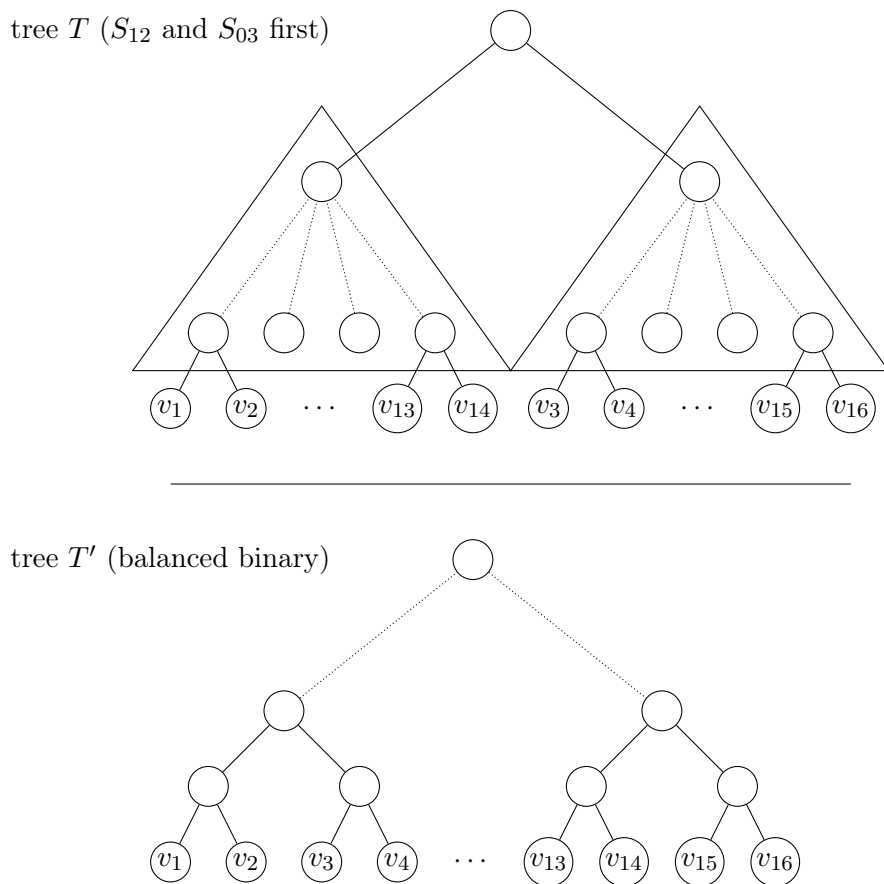 tree T (S₁₂ and S₀₃ first)
v₁ v₂ ⋯ v₁₃ v₁₄ v₃ v₄ ⋯ v₁₅ v₁₆
tree T′ (balanced binary)
v₁ v₂ v₃ v₄ ⋯ v₁₃ v₁₄ v₁₅ v₁₆